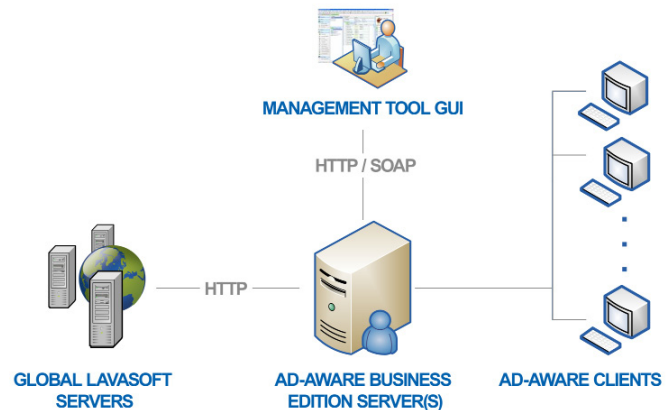 MANAGEMENT TOOL GUI
HTTP / SOAP
HTTP
GLOBAL LAVASOFT
SERVERS
AD-AWARE BUSINESS
EDITION SERVER(S)
AD-AWARE CLIENTS